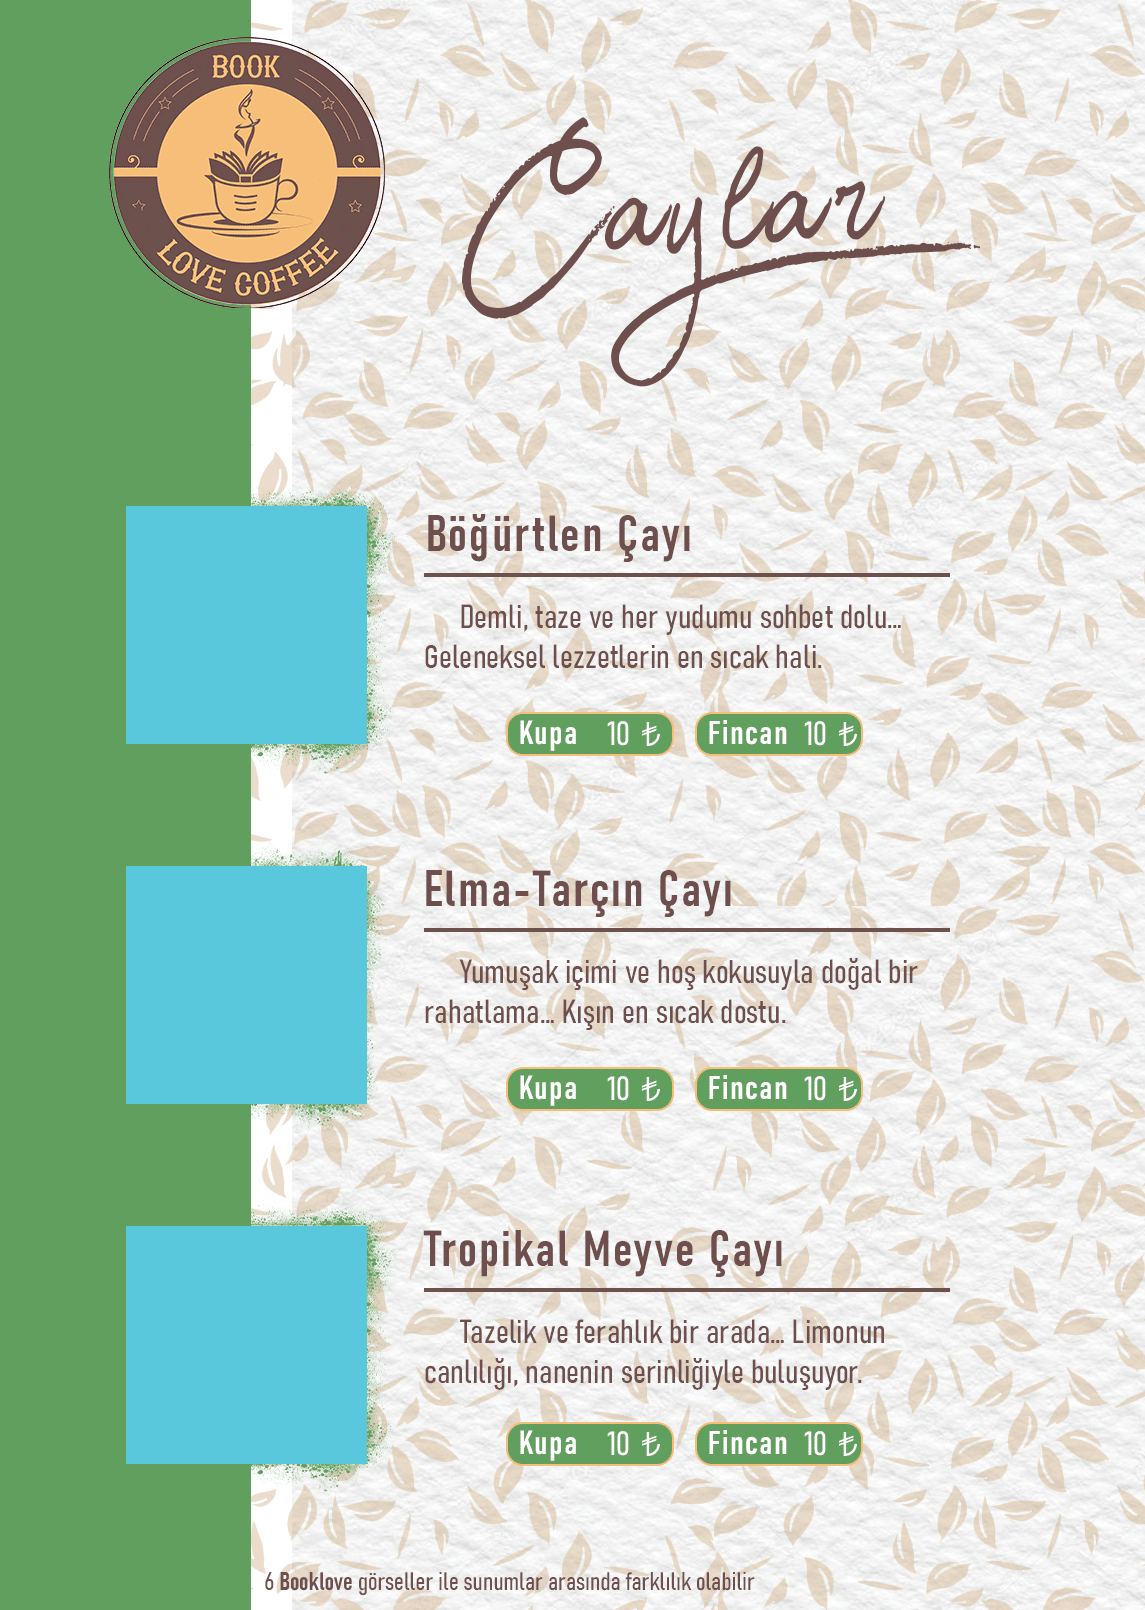 BOOK
LOVE COFFEE
Caylar
Böğürtlen Çayı
Demli, taze ve her yudumu sohbet dolu...
Geleneksel lezzetlerin en sıcak hali.
Kupa 10 ₺ Fincan 10 ₺
Elma-Tarçın Çayı
Yumuşak içimi ve hoş kokusuyla doğal bir
rahatlama... Kışın en sıcak dostu.
Kupa 10 ₺ Fincan 10 ₺
Tropikal Meyve Çayı
Tazelik ve ferahlık bir arada... Limonun
canlılığı, nanenin serinliğiyle buluşuyor.
Kupa 10 ₺ Fincan 10 ₺
6 Booklove görseller ile sunumlar arasında farklılık olabilir